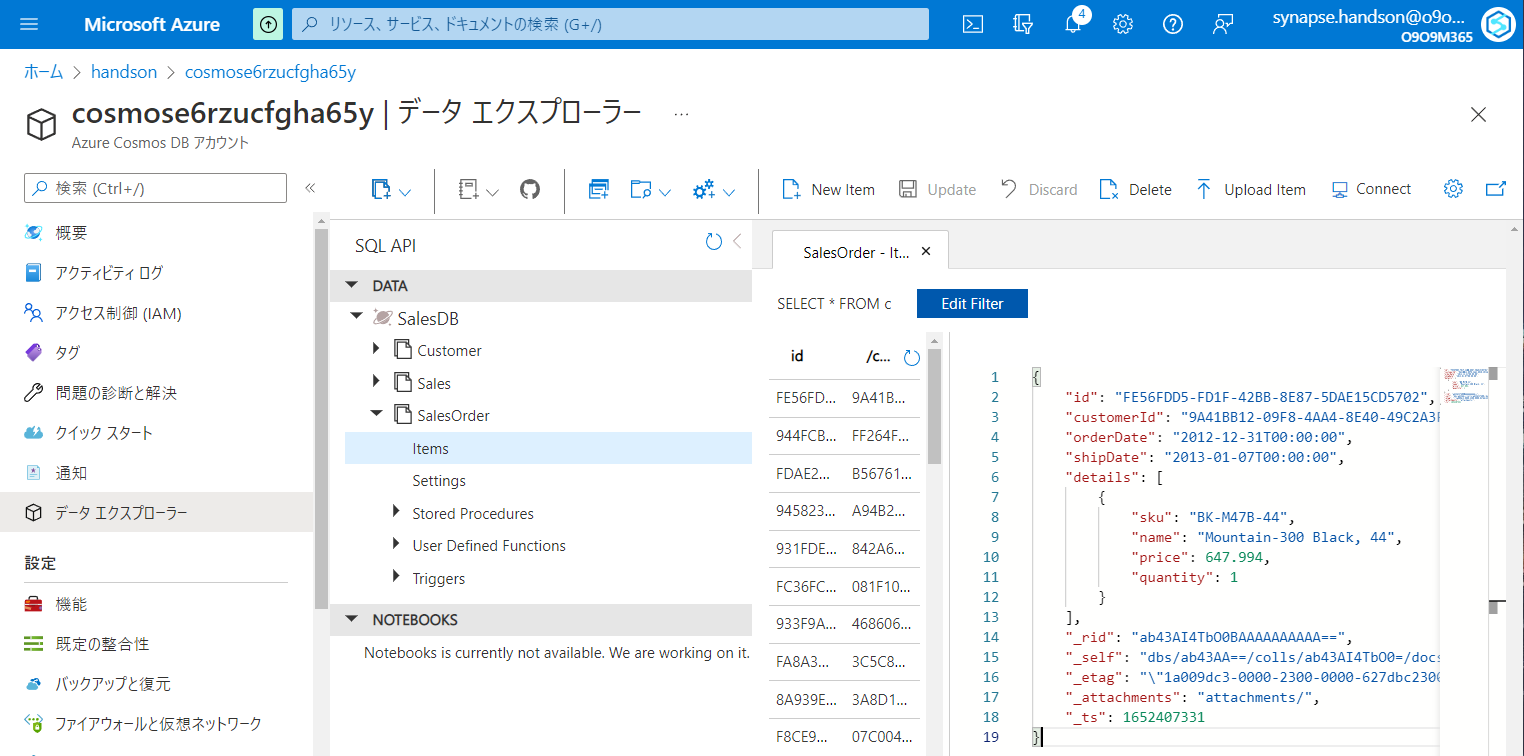 Microsoft Azure
リソース、サービス、ドキュメントの検索 (G+/)
4
synapse.handson@o9o...
O9O9M365
ホーム > handson > cosmose6rzucfgha65y
cosmose6rzucfgha65y | データ エクスプローラー ...
Azure Cosmos DB アカウント
検索 (Ctrl+/)
«
New Item
Update
Discard
Delete
Upload Item
Connect
概要
アクティビティ ログ
アクセス制御 (IAM)
タグ
問題の診断と解決
クイック スタート
通知
データ エクスプローラー
設定
機能
既定の整合性
バックアップと復元
ファイアウォールと仮想ネットワーク
SQL API
DATA
SalesDB
Customer
Sales
SalesOrder
Items
Settings
Stored Procedures
User Defined Functions
Triggers
NOTEBOOKS
Notebooks is currently not available. We are working on it.
SalesOrder - It...
SELECT * FROM c
Edit Filter
id /c...
FE56FD... 9A41B...
944FCB... FF264F...
FDAE2... B56761...
945823... A94B2...
931FDE... 842A6...
FC36FC... 081F10...
933F9A... 468606...
FA8A3... 3C5C8...
8A939E... 3A8D1...
F8CE9... 07C004...
1 {
2 "id": "FE56FDD5-FD1F-42BB-8E87-5DAE15CD5702",
3 "customerId": "9A41BB12-09F8-4AA4-8E40-49C2A3
4 "orderDate": "2012-12-31T00:00:00",
5 "shipDate": "2013-01-07T00:00:00",
6 "details": [
7 {
8 "sku": "BK-M47B-44",
9 "name": "Mountain-300 Black, 44",
10 "price": 647.994,
11 "quantity": 1
12 }
13 ],
14 "_rid": "ab43AI4TbO0BAAAAAAAAAA==",
15 "_self": "dbs/ab43AA==/colls/ab43AI4TbO0=/docs
16 "_etag": "\"1a009dc3-0000-2300-0000-627dbc2300
17 "_attachments": "attachments/",
18 "_ts": 1652407331
19 }